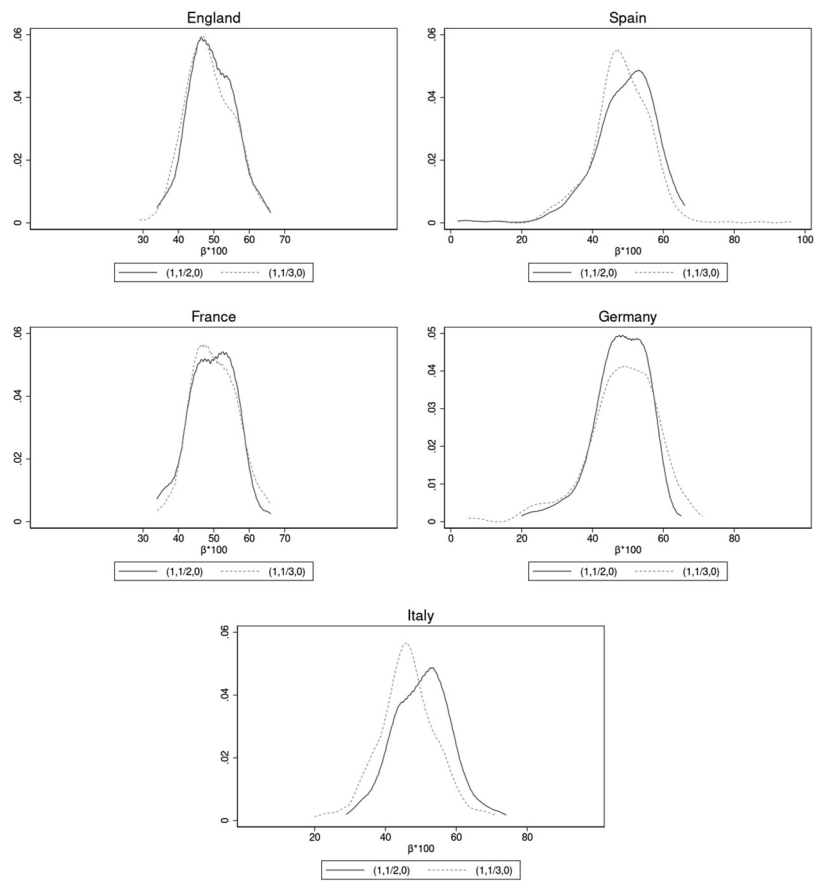 England
Spain
.06
.04
.02
0
30 40 50 60 70
β*100
(1,1/2,0) (1,1/3,0)
.06
.04
.02
0
0 20 40 60 80 100
β*100
(1,1/2,0) (1,1/3,0)
France
Germany
.06
.04
.02
0
30 40 50 60 70
β*100
(1,1/2,0) (1,1/3,0)
.05
.04
.03
.02
.01
0
0 20 40 60 80
β*100
(1,1/2,0) (1,1/3,0)
Italy
.06
.04
.02
0
20 40 60 80
β*100
(1,1/2,0) (1,1/3,0)